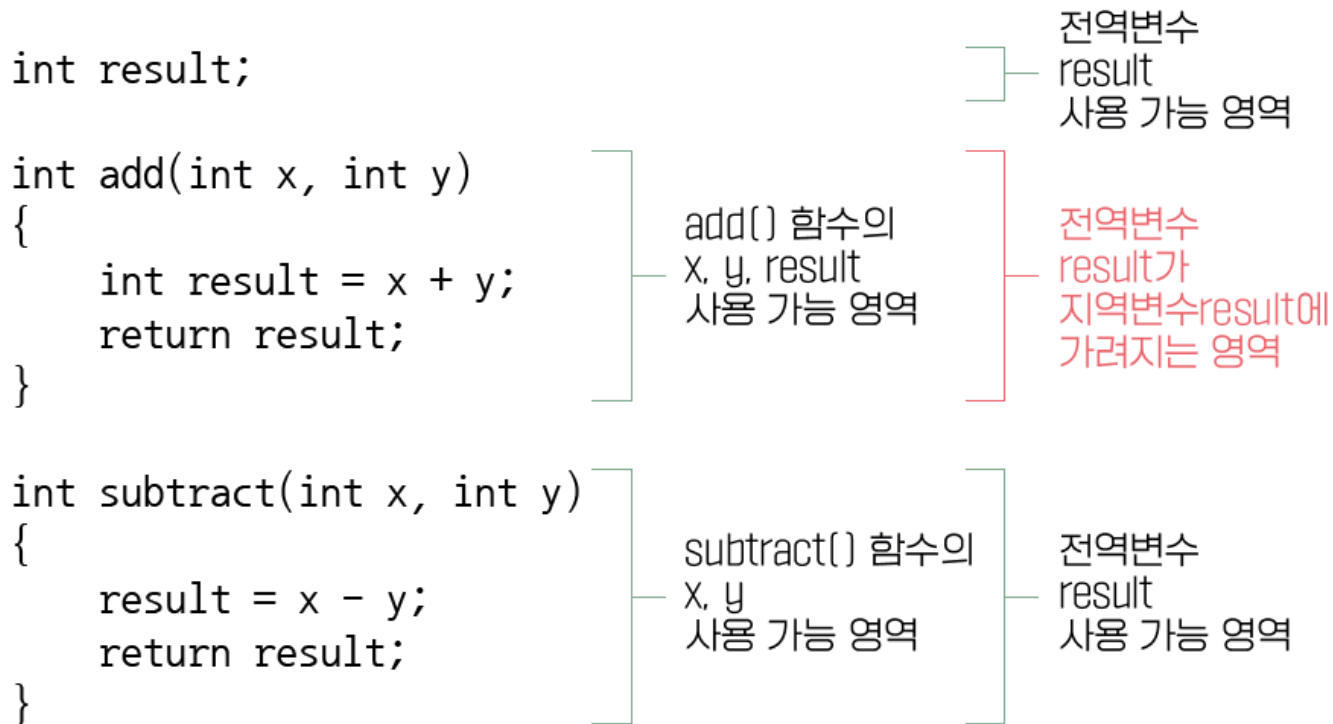 int result;
전역변수
result
사용 가능 영역
int add(int x, int y)
{
    int result = x + y;
    return result;
}
add() 함수의
x, y, result
사용 가능 영역
전역변수
result가
지역변수result에
가려지는 영역
int subtract(int x, int y)
{
    result = x - y;
    return result;
}
subtract() 함수의
x, y
사용 가능 영역
전역변수
result
사용 가능 영역